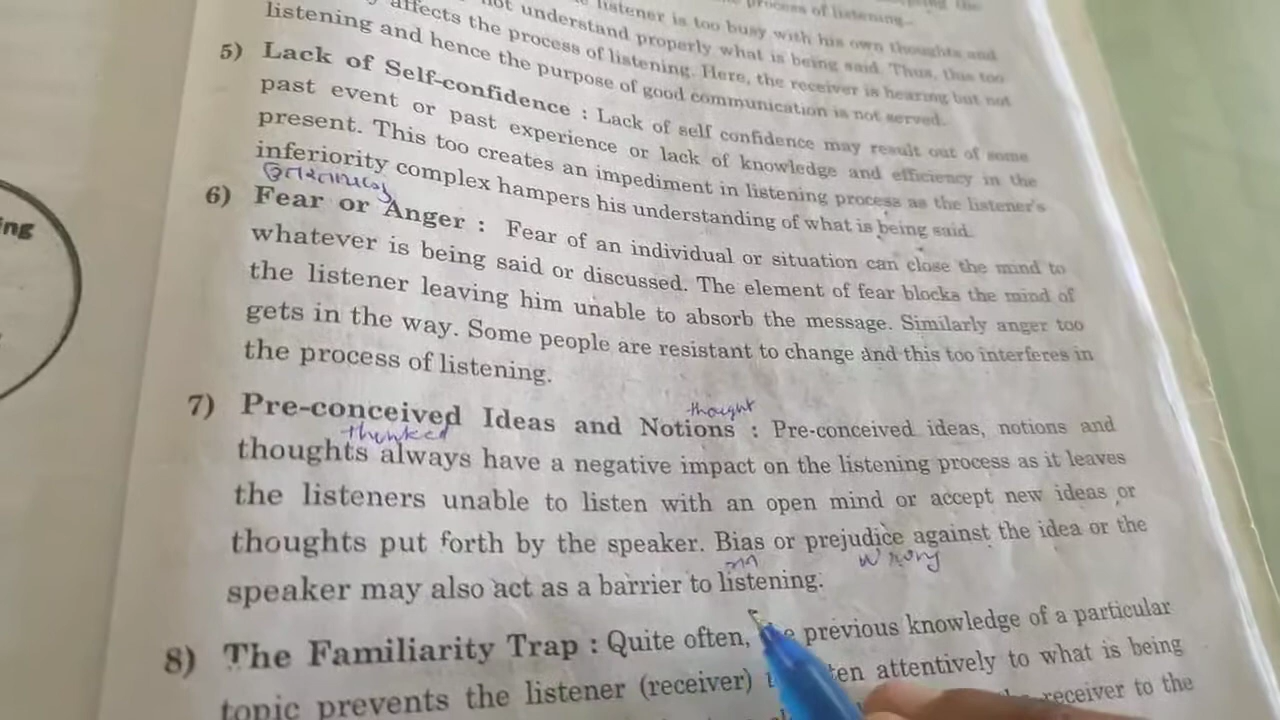 process of listening.
listener is too busy with his own thoughts and
not understand properly what is being said. Thus, this too
affects the process of listening. Here, the receiver is hearing but not
listening and hence the purpose of good communication is not served.
5) Lack of Self-confidence : Lack of self confidence may result out of some
past event or past experience or lack of knowledge and efficiency in the
present. This too creates an impediment in listening process as the listener's
inferiority complex hampers his understanding of what is being said.
6) Fear or Anger : Fear of an individual or situation can close the mind to
whatever is being said or discussed. The element of fear blocks the mind of
the listener leaving him unable to absorb the message. Similarly anger too
gets in the way. Some people are resistant to change and this too interferes in
the process of listening.
thought
7) Pre-conceived Ideas and Notions : Pre-conceived ideas, notions and
thinked
thoughts always have a negative impact on the listening process as it leaves
the listeners unable to listen with an open mind or accept new ideas or
thoughts put forth by the speaker. Bias or prejudice against the idea or the
wrong
speaker may also act as a barrier to listening.
8) The Familiarity Trap : Quite often, previous knowledge of a particular
topic prevents the listener (receiver) attentively to what is being
receiver to the
ing